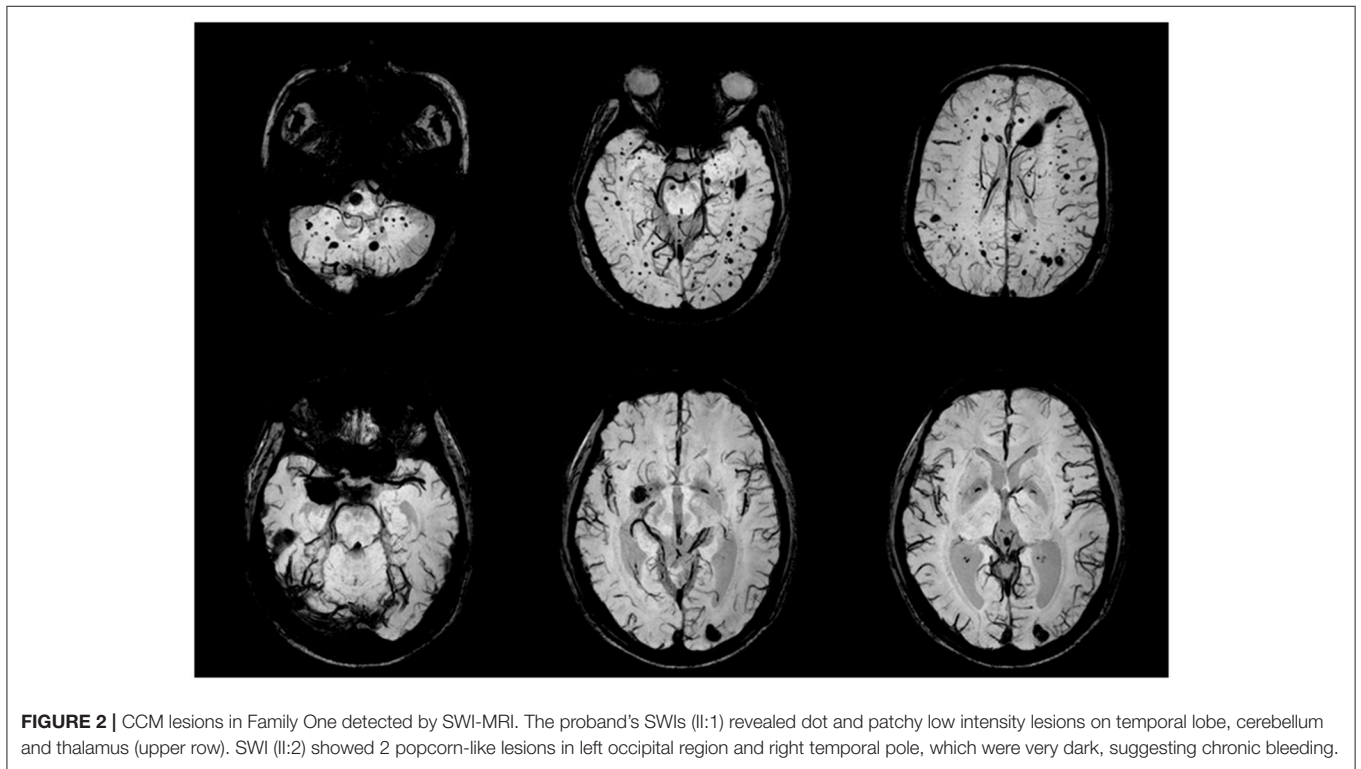 FIGURE 2 | CCM lesions in Family One detected by SWI-MRI. The proband's SWIs (II:1) revealed dot and patchy low intensity lesions on temporal lobe, cerebellum
and thalamus (upper row). SWI (II:2) showed 2 popcorn-like lesions in left occipital region and right temporal pole, which were very dark, suggesting chronic bleeding.